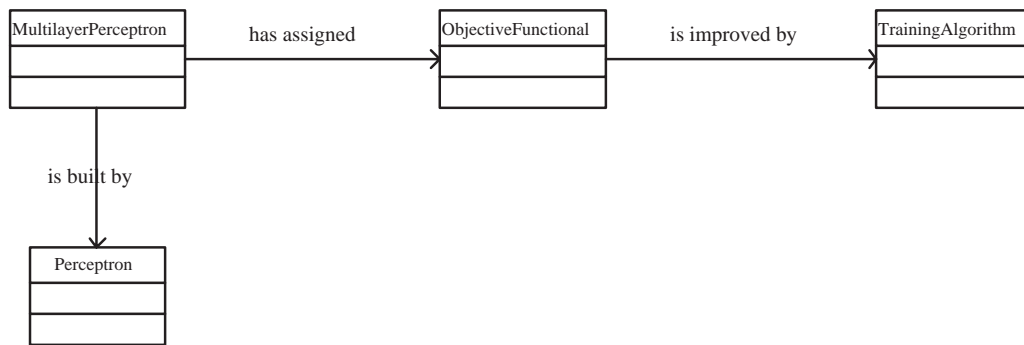 MultilayerPerceptron
has assigned
ObjectiveFunctional
is improved by
TrainingAlgorithm
is built by
Perceptron